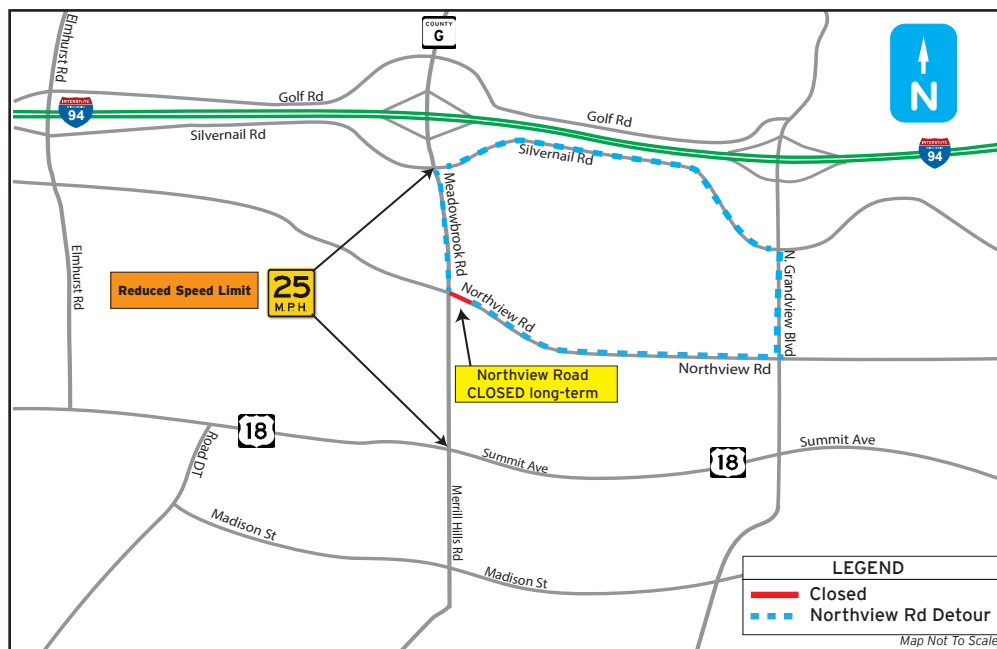 Elmhurst Rd
COUNTY
G
N
INTERSTATE
94
Golf Rd
Golf Rd
Silvernail Rd
Silvernail Rd
INTERSTATE
94
Meadowbrook Rd
Elmhurst Rd
N. Grandview Blvd
Reduced Speed Limit
25
M.P.H.
Northview Rd
Northview Road
CLOSED long-term
Northview Rd
18
Road DT
Summit Ave
18
Summit Ave
Merrill Hills Rd
Madison St
Madison St
LEGEND
Closed
Northview Rd Detour
Map Not To Scale